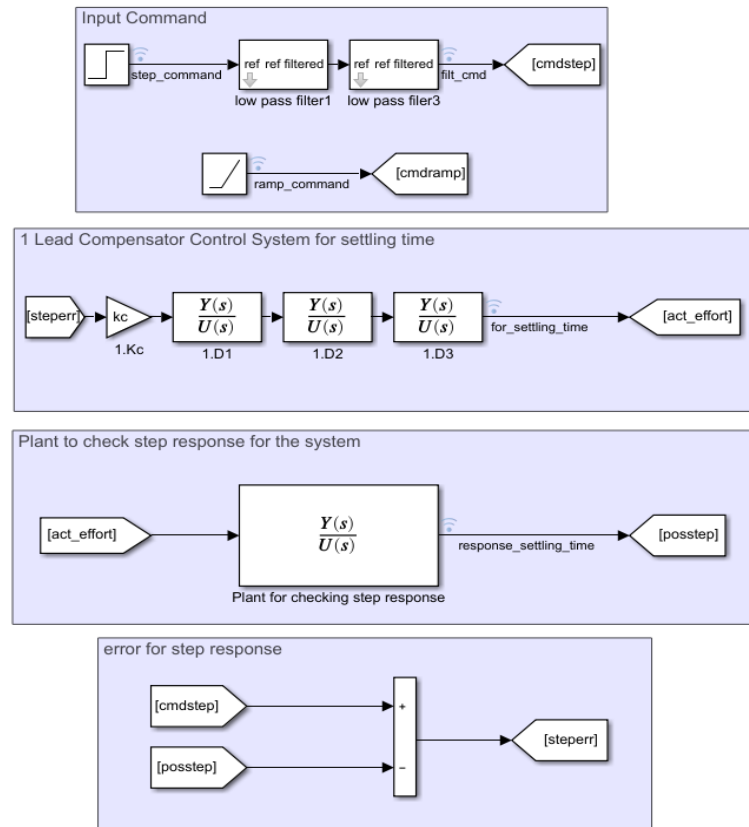 Input Command
step_command
ref ref filtered
low pass filter1
ref ref filtered
low pass filer3
filt_cmd
[cmdstep]
ramp_command
[cmdramp]
1 Lead Compensator Control System for settling time
[steperr]
kc
1.Kc
Y(s)
U(s)
1.D1
Y(s)
U(s)
1.D2
Y(s)
U(s)
1.D3
for_settling_time
[act_effort]
Plant to check step response for the system
[act_effort]
Y(s)
U(s)
Plant for checking step response
response_settling_time
[posstep]
error for step response
[cmdstep]
[posstep]
+
−
[steperr]